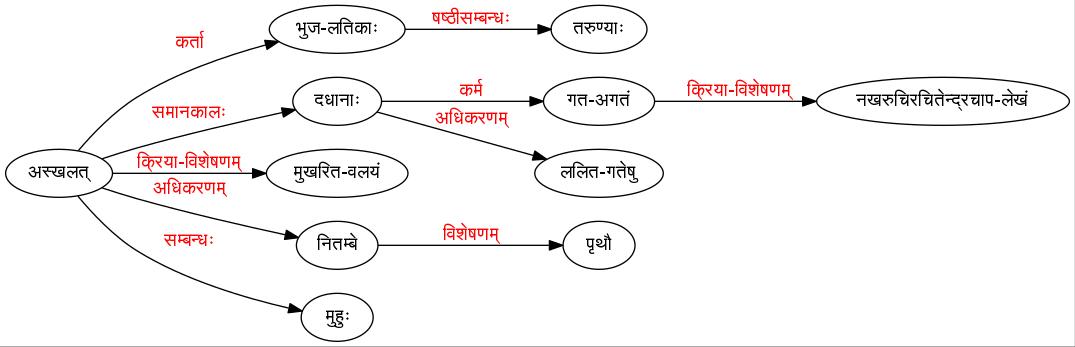 भुज-लतिकाः
षष्ठीसम्बन्धः
तरुण्याः
कर्ता
दधानाः
कर्म
गत-अगतं
क्रिया-विशेषणम्
नखरुचिरचितेन्द्रचाप-लेखं
समानकालः
अधिकरणम्
अस्खलत्
क्रिया-विशेषणम्
मुखरित-वलयं
ललित-गतेषु
अधिकरणम्
नितम्बे
विशेषणम्
पृथौ
सम्बन्धः
मुहुः